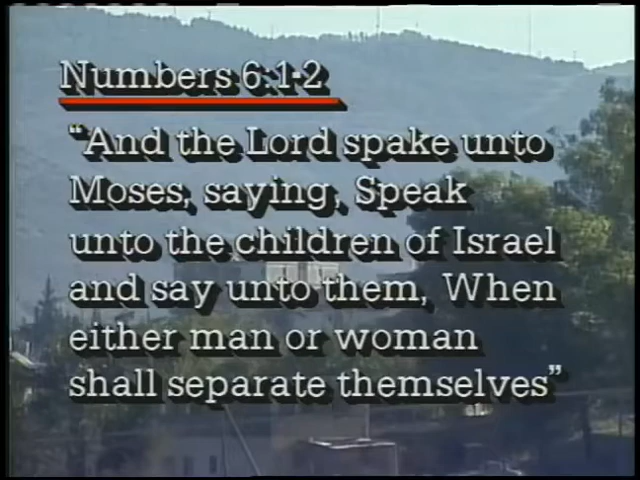 Numbers 6:1-2
“And the Lord spake unto
Moses, saying, Speak
unto the children of Israel
and say unto them, When
either man or woman
shall separate themselves”